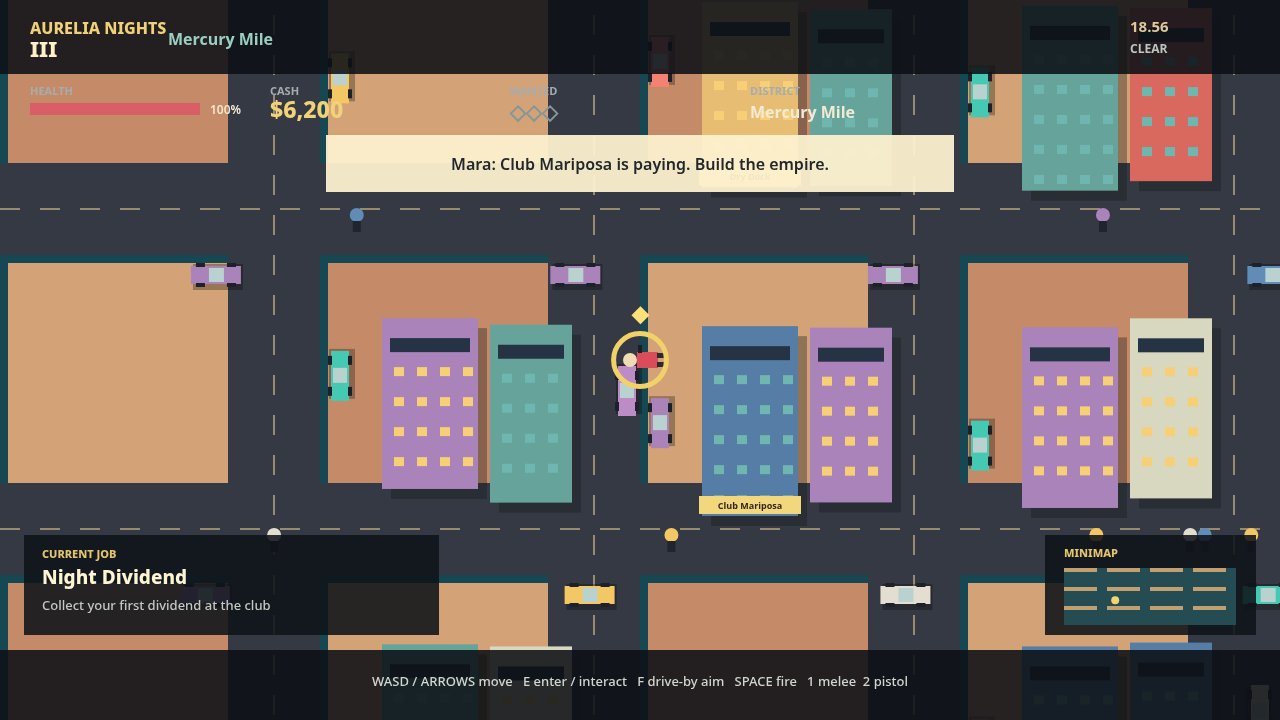 AURELIA NIGHTS
III
Mercury Mile
18.56
CLEAR
HEALTH
100%
CASH
$6,200
DISTRICT
Mercury Mile
Mara: Club Mariposa is paying. Build the empire.
Club Mariposa
CURRENT JOB
Night Dividend
Collect your first dividend at the club
MINIMAP
WASD / ARROWS move E enter / interact F drive-by aim SPACE fire 1 melee 2 pistol